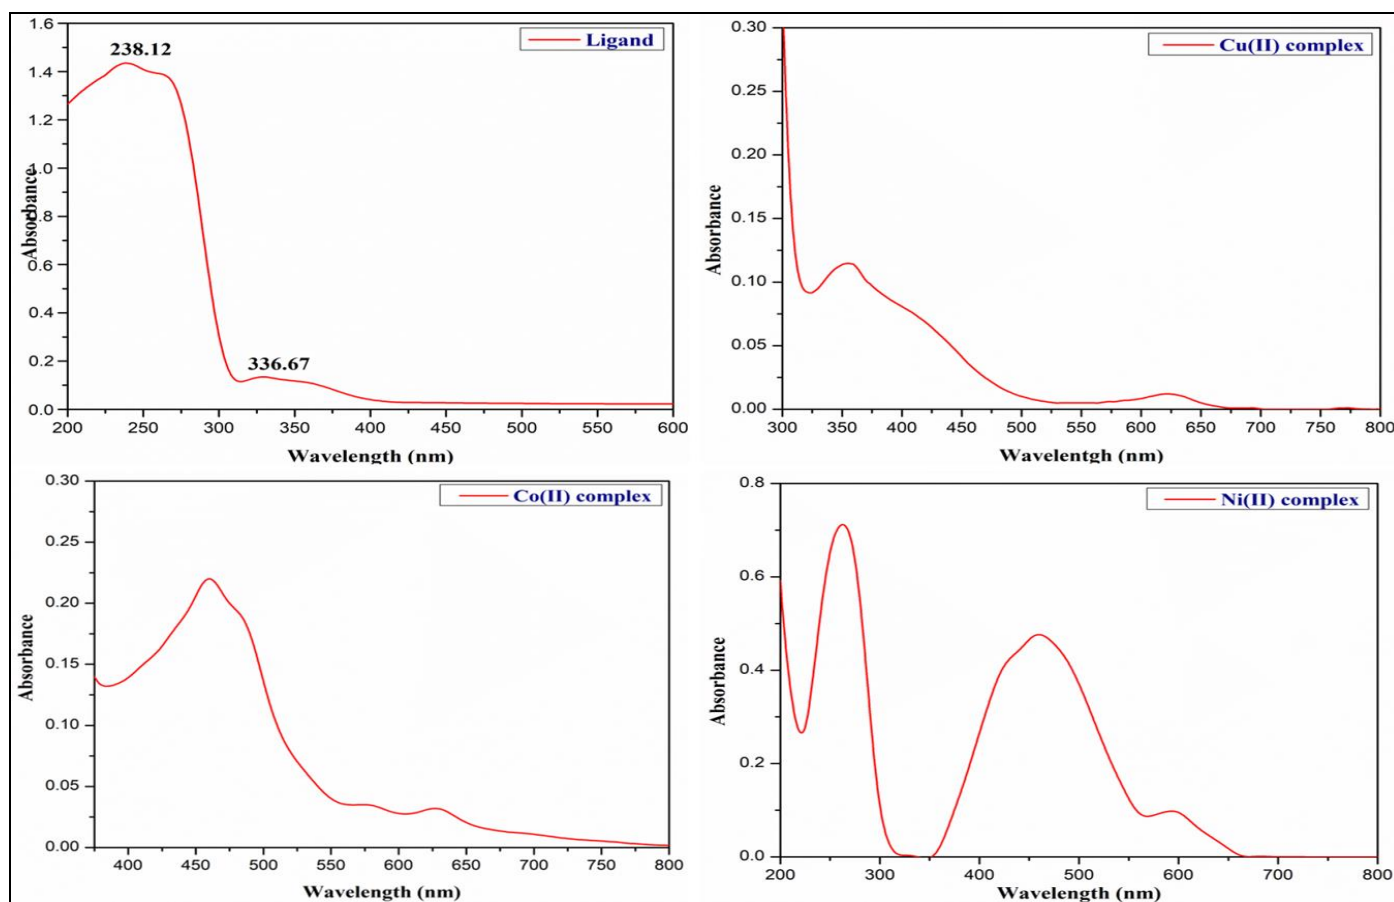 Ligand
238.12
336.67
1.6
1.4
1.2
1.0
0.8
0.6
0.4
0.2
0.0
Absorbance
200 250 300 350 400 450 500 550 600
Wavelength (nm)
Cu(II) complex
0.30
0.25
0.20
0.15
0.10
0.05
0.00
Absorbance
300 350 400 450 500 550 600 650 700 750 800
Wavelentgh (nm)
Co(II) complex
0.30
0.25
0.20
0.15
0.10
0.05
0.00
Absorbance
400 450 500 550 600 650 700 750 800
Wavelength (nm)
Ni(II) complex
0.8
0.6
0.4
0.2
0.0
Absorbance
200 300 400 500 600 700 800
Wavelength (nm)